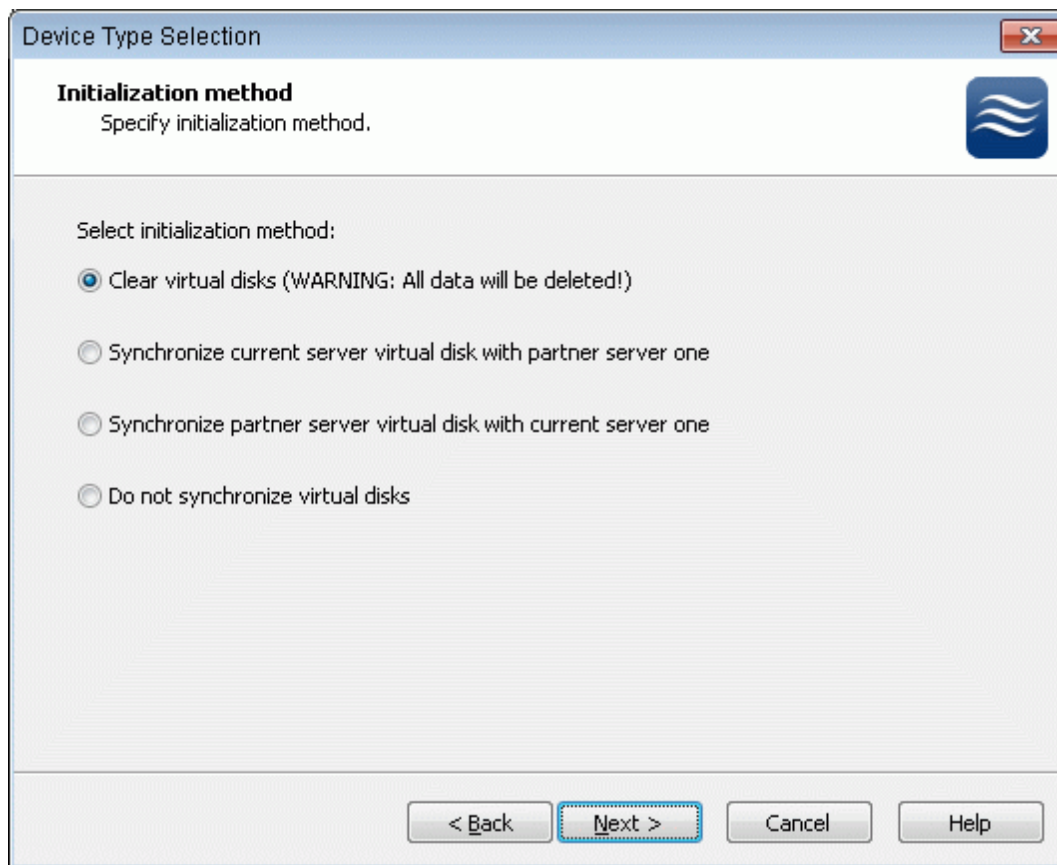 Device Type Selection
Initialization method
Specify initialization method.
Select initialization method:
Clear virtual disks (WARNING: All data will be deleted!)
Synchronize current server virtual disk with partner server one
Synchronize partner server virtual disk with current server one
Do not synchronize virtual disks
< Back
Next >
Cancel
Help